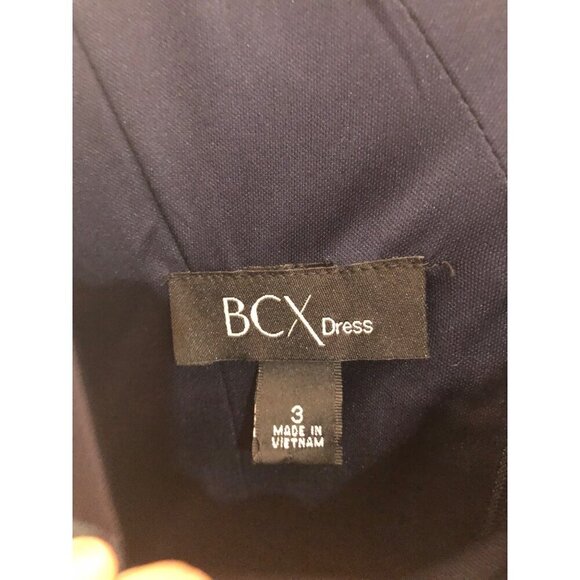 BCX Dress
3
MADE IN
VIETNAM